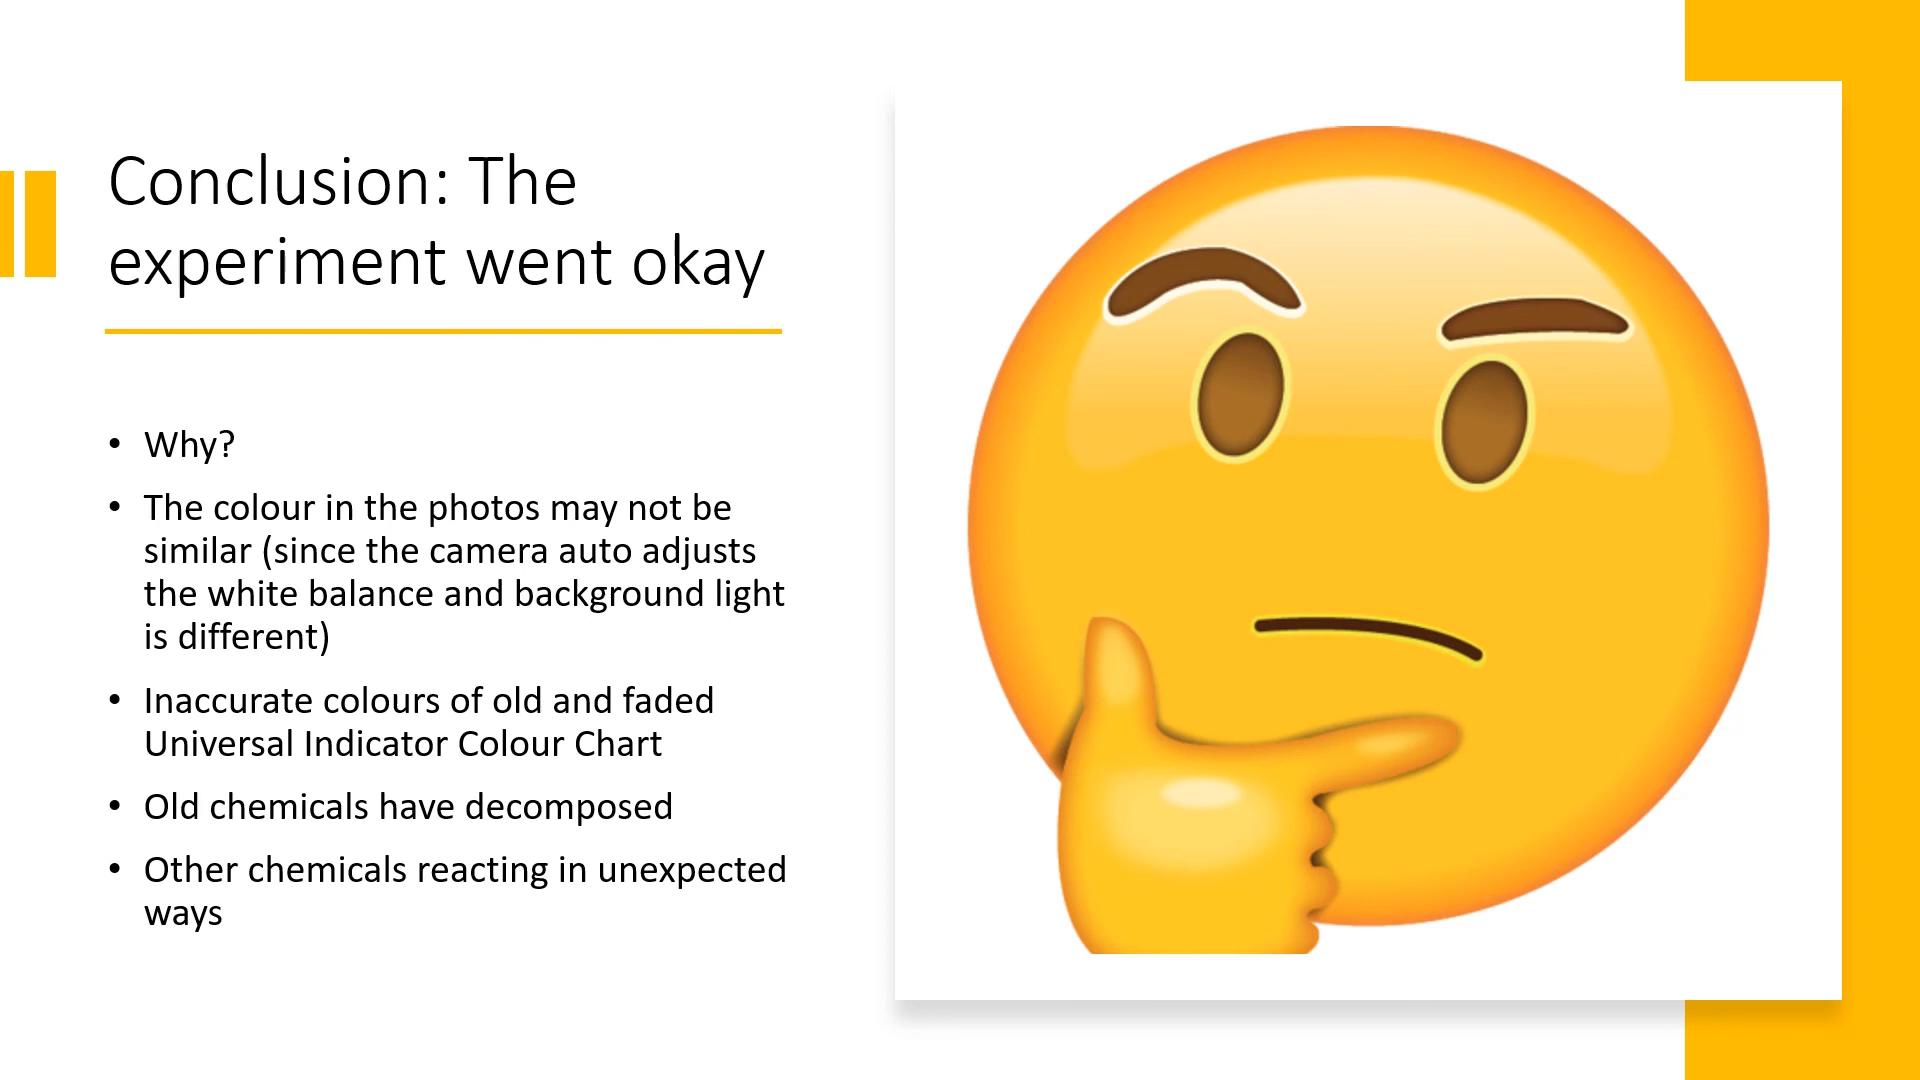 Conclusion: The
experiment went okay
• Why?
• The colour in the photos may not be
similar (since the camera auto adjusts
the white balance and background light
is different)
• Inaccurate colours of old and faded
Universal Indicator Colour Chart
• Old chemicals have decomposed
• Other chemicals reacting in unexpected
ways